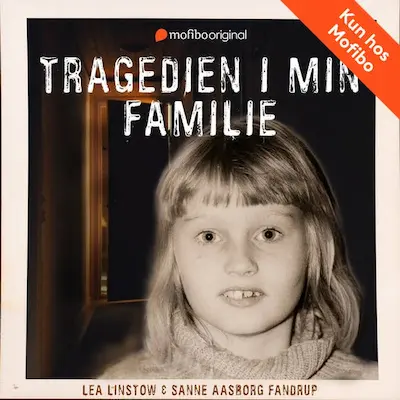 mofibo original
Kun hos
Mofibo
TRAGEDIEN I MIN
FAMILIE
LEA LINSTOW & SANNE AASBORG FANDRUP